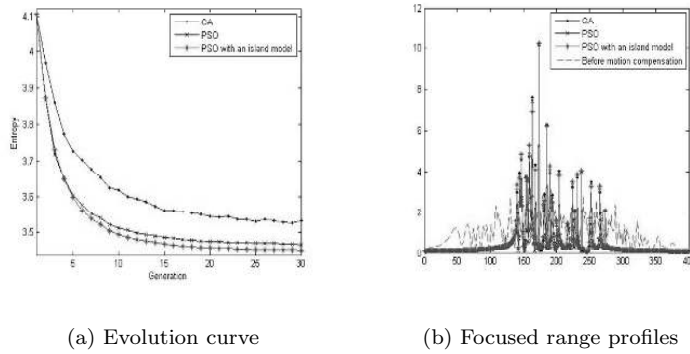 GA
PSO
PSO with an island model
4.1
4
3.9
3.8
3.7
3.6
3.5
Entropy
5 10 15 20 25 30
Generation
(a) Evolution curve
GA
PSO
PSO with an island model
Before motion compensation
12
10
8
6
4
2
0
0 50 100 150 200 250 300 350 400
(b) Focused range profiles